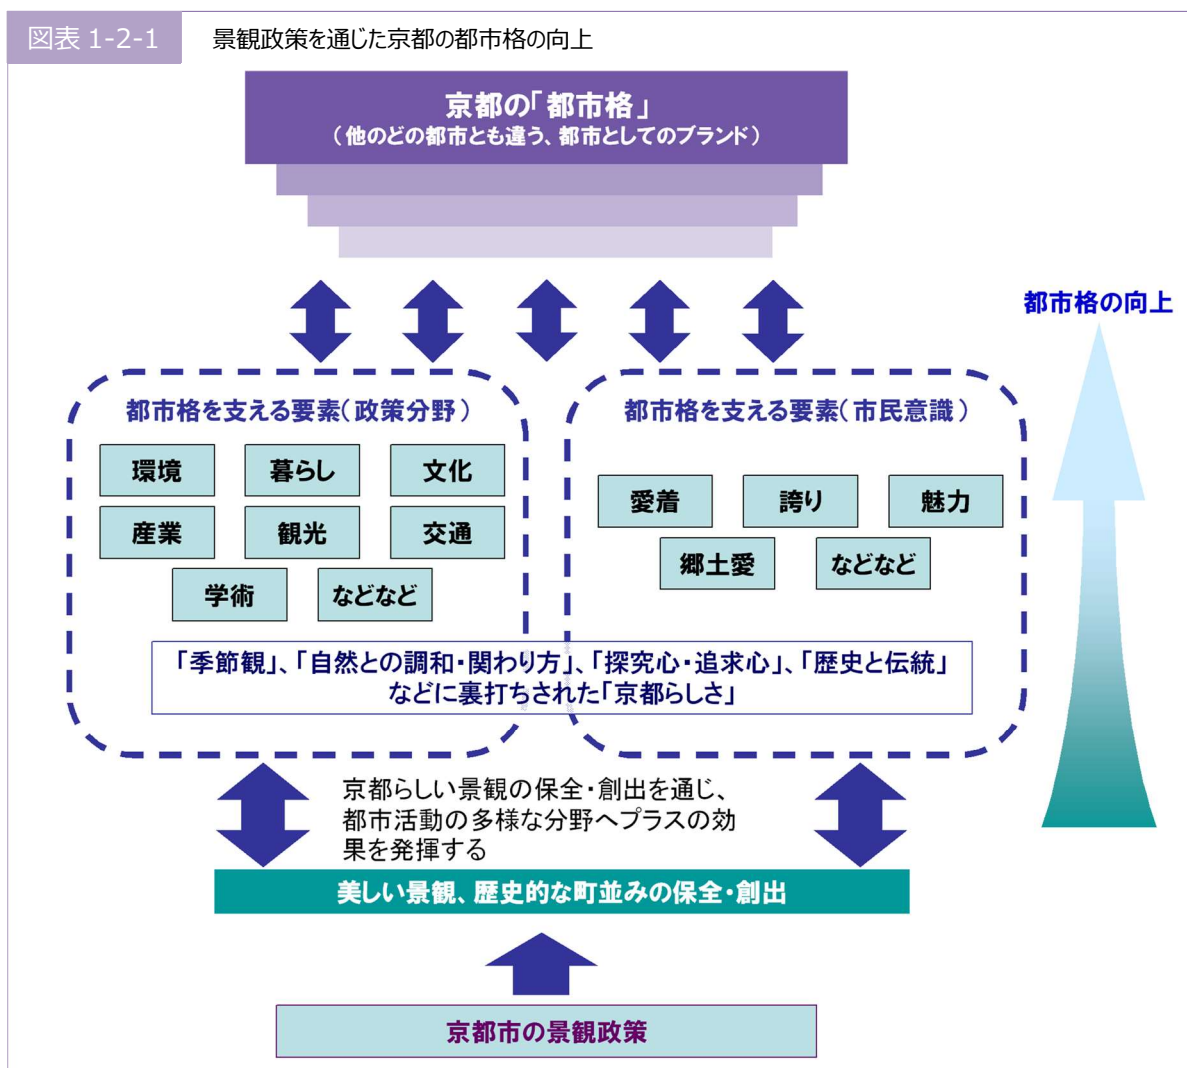 図表 1-2-1
景観政策を通じた京都の都市格の向上
京都の「都市格」
（他のどの都市とも違う、都市としてのブランド）
都市格の向上
都市格を支える要素（政策分野）
環境
暮らし
文化
産業
観光
交通
学術
などなど
都市格を支える要素（市民意識）
愛着
誇り
魅力
郷土愛
などなど
「季節観」、「自然との調和・関わり方」、「探究心・追求心」、「歴史と伝統」
などに裏打ちされた「京都らしさ」
京都らしい景観の保全・創出を通じ、
都市活動の多様な分野へプラスの効
果を発揮する
美しい景観、歴史的な町並みの保全・創出
京都市の景観政策